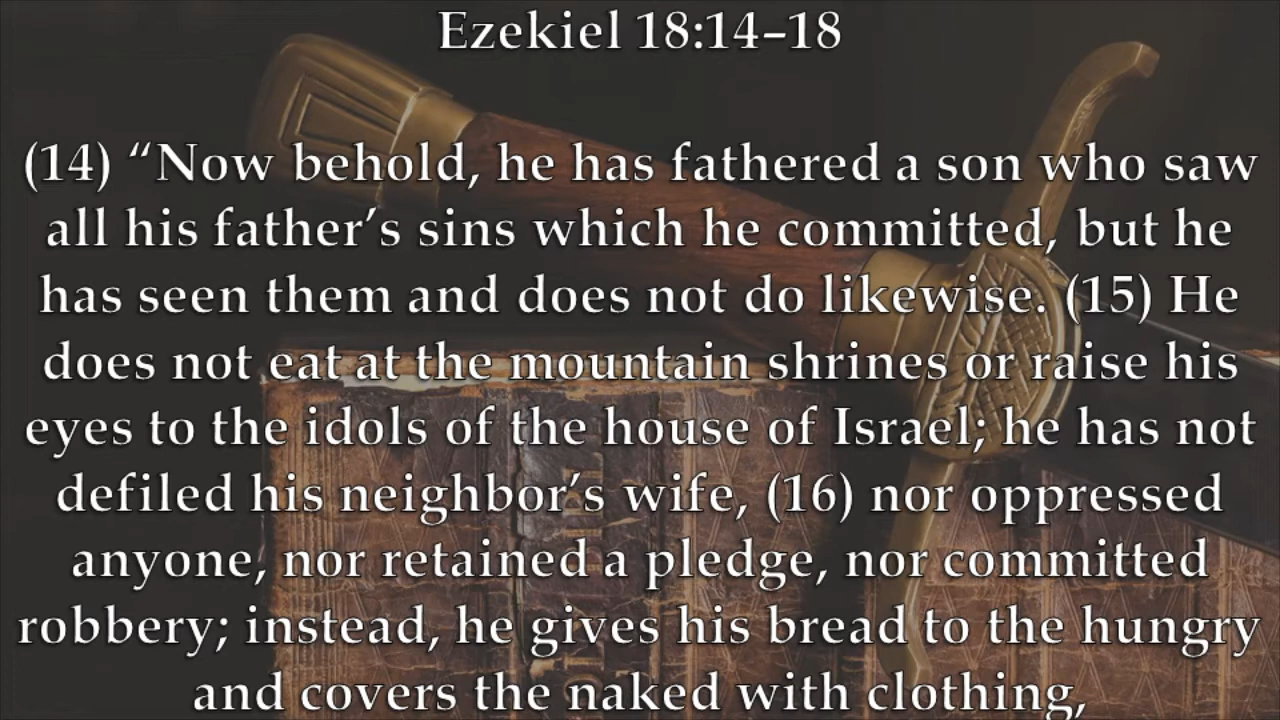 Ezekiel 18:14–18
(14) “Now behold, he has fathered a son who saw
all his father’s sins which he committed, but he
has seen them and does not do likewise. (15) He
does not eat at the mountain shrines or raise his
eyes to the idols of the house of Israel; he has not
defiled his neighbor’s wife, (16) nor oppressed
anyone, nor retained a pledge, nor committed
robbery; instead, he gives his bread to the hungry
and covers the naked with clothing,